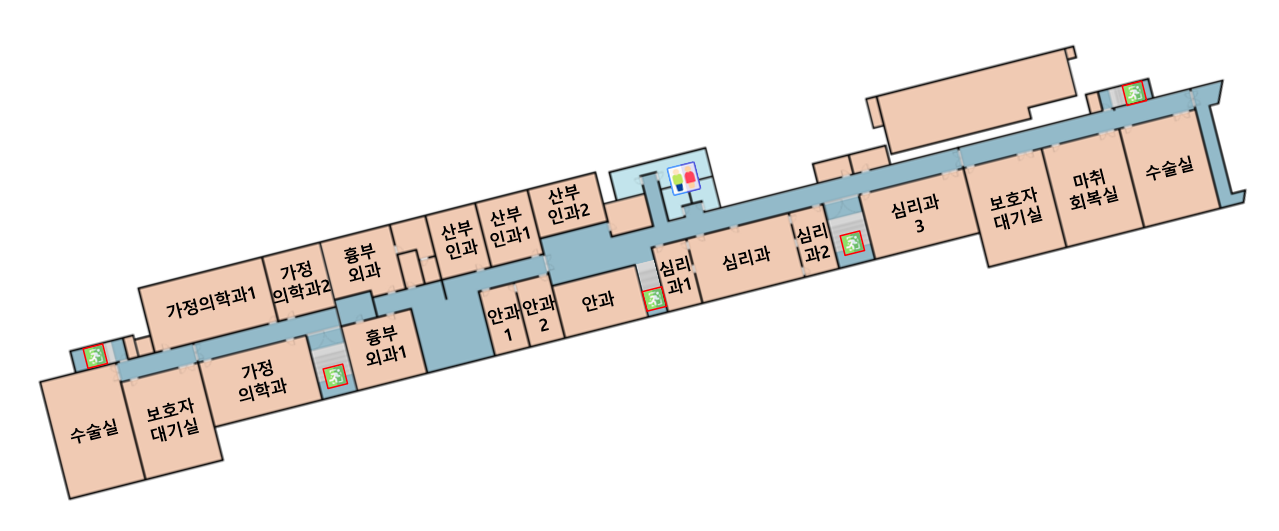 수술실
보호자
대기실
가정의학과1
가정
의학과2
가정
의학과
흉부
외과
흉부
외과1
산부
인과
산부
인과1
산부
인과2
안과
1
안과
2
안과
심리
과1
심리과
심리
과2
심리과
3
보호자
대기실
마취
회복실
수술실